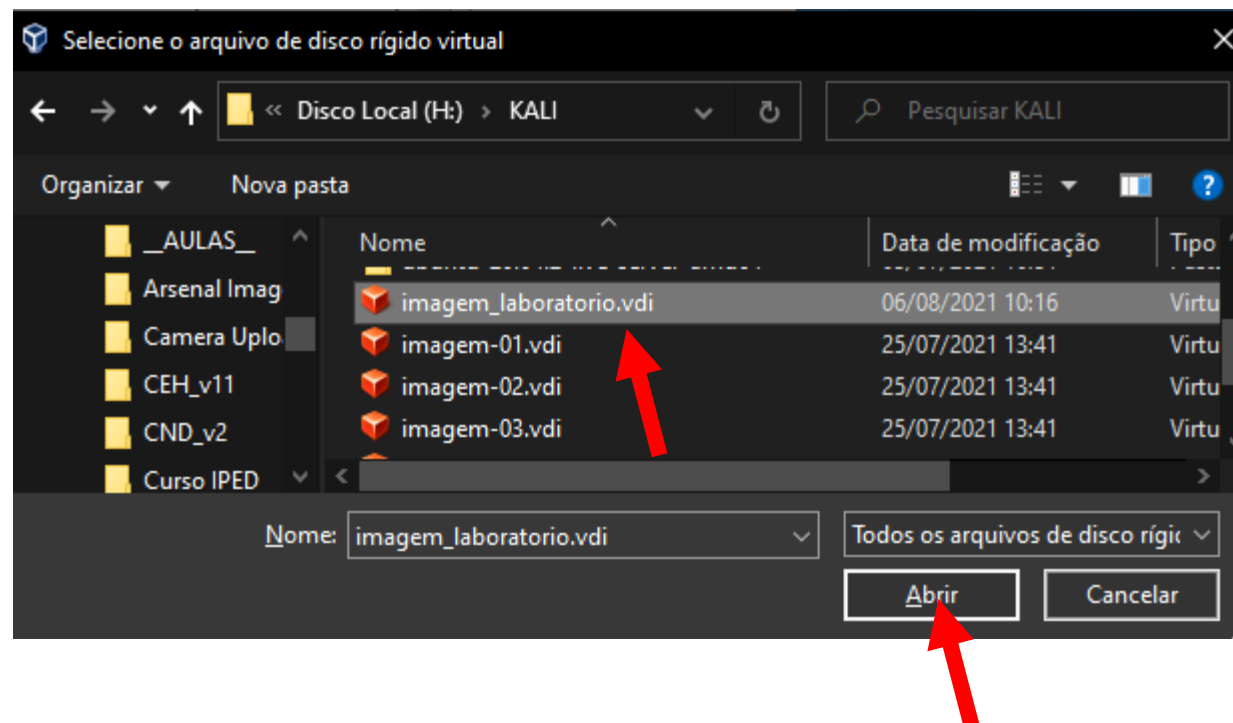 Selecione o arquivo de disco rígido virtual
« Disco Local (H:) > KALI
Pesquisar KALI
Organizar
Nova pasta
__AULAS__
Arsenal Imag
Camera Uplo
CEH_v11
CND_v2
Curso IPED
Nome Data de modificação Tipo
imagem_laboratorio.vdi 06/08/2021 10:16 Virtu
imagem-01.vdi 25/07/2021 13:41 Virtu
imagem-02.vdi 25/07/2021 13:41 Virtu
imagem-03.vdi 25/07/2021 13:41 Virtu
Nome: imagem_laboratorio.vdi
Todos os arquivos de disco rígic
Abrir Cancelar